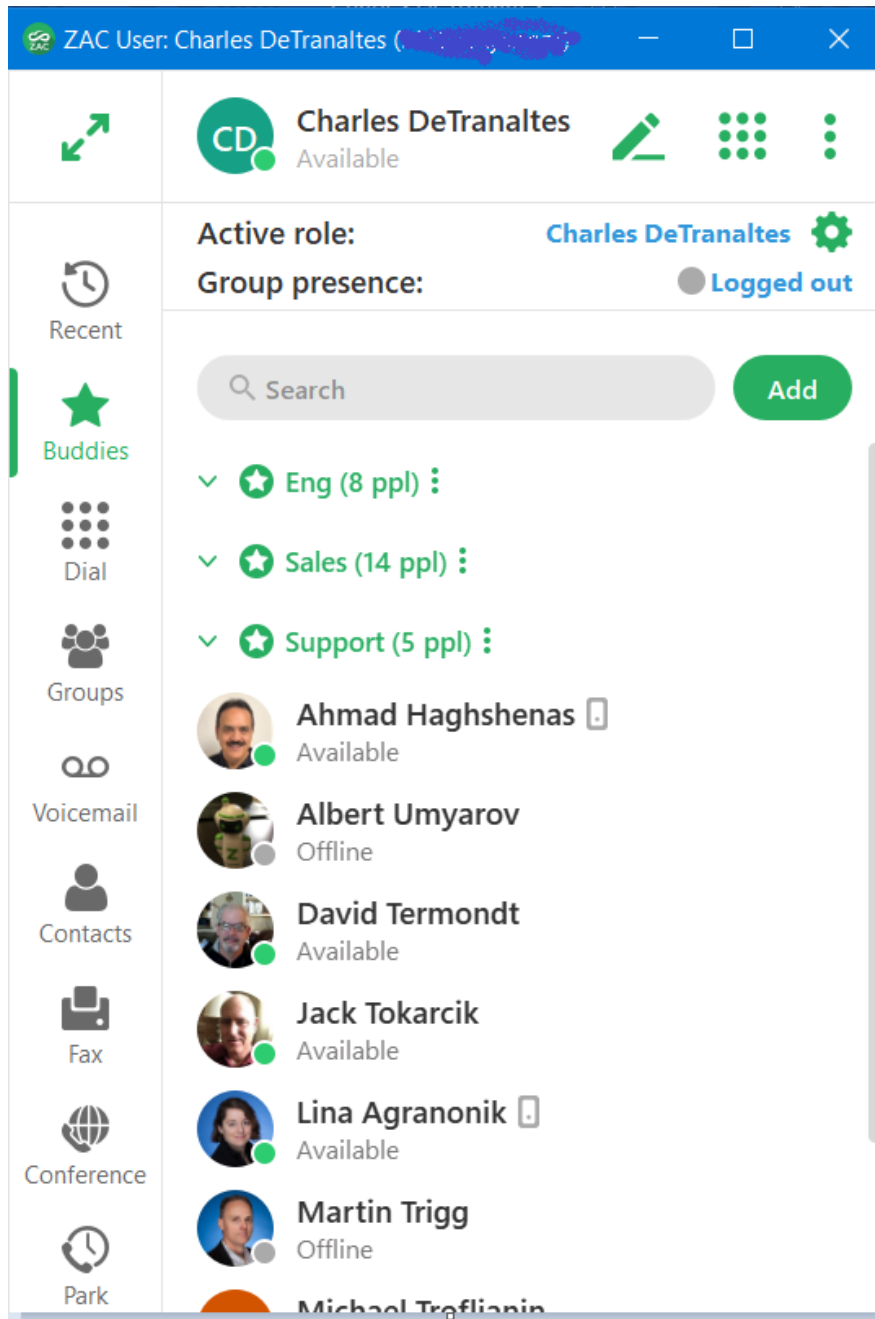 ZAC User: Charles DeTranaltes (
CD
Charles DeTranaltes
Available
Active role:
Charles DeTranaltes
Group presence:
Logged out
Recent
Search
Add
Buddies
Eng (8 ppl)
Dial
Sales (14 ppl)
Groups
Support (5 ppl)
Ahmad Haghshenas
Available
Voicemail
Albert Umyarov
Offline
Contacts
David Termondt
Available
Fax
Jack Tokarcik
Available
Conference
Lina Agranonik
Available
Park
Martin Trigg
Offline
Michael